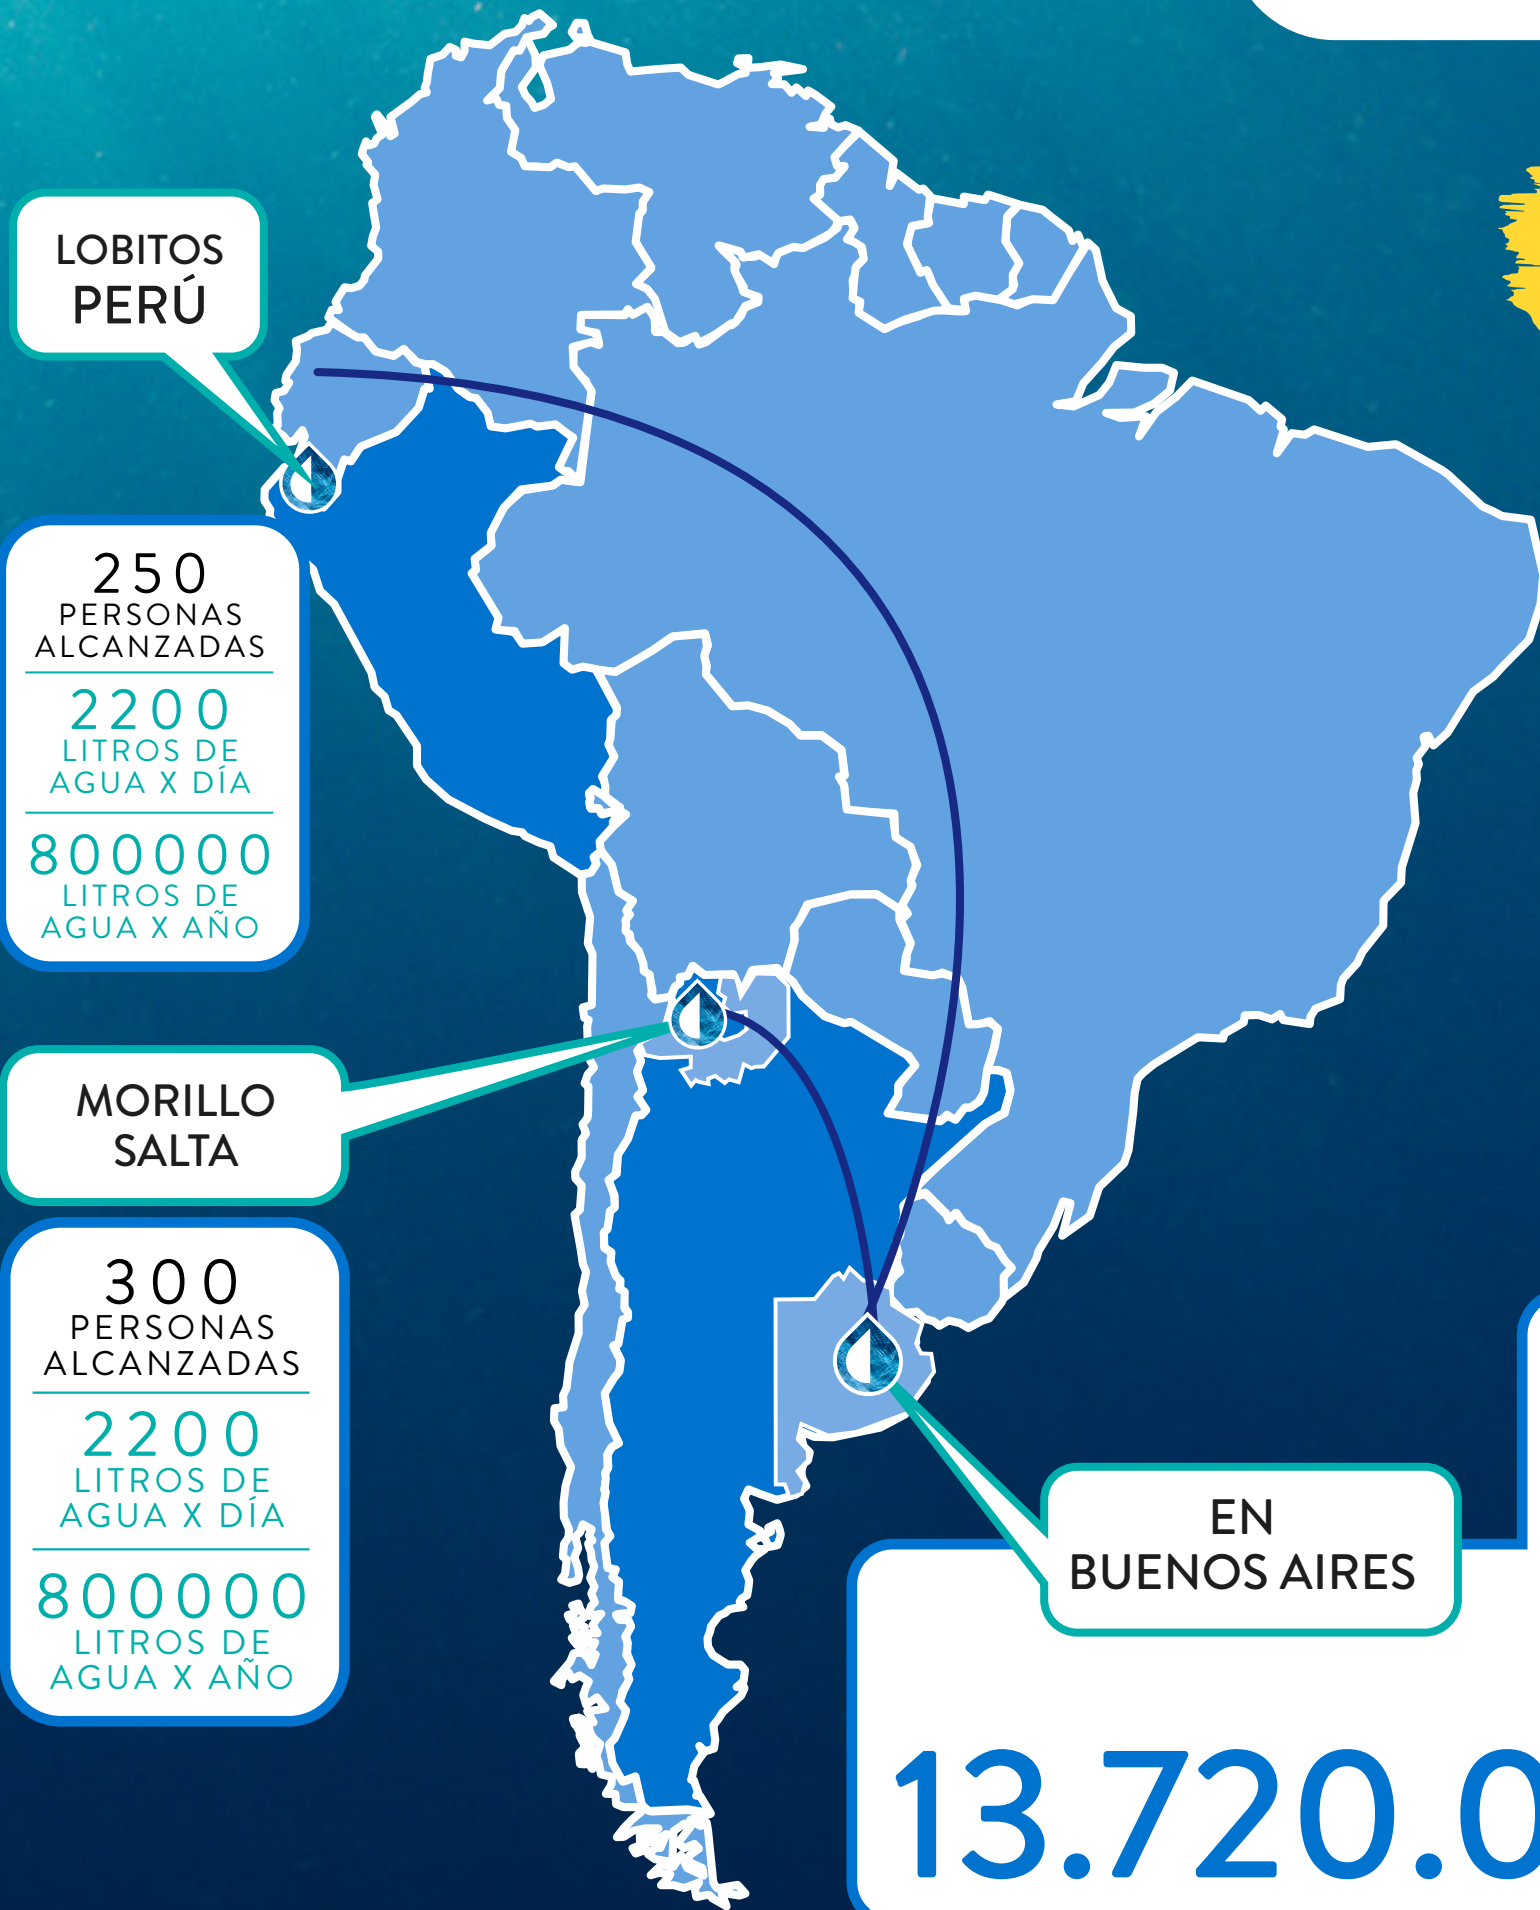 LOBITOS
PERÚ
250
PERSONAS
ALCANZADAS
2200
LITROS DE
AGUA X DÍA
800000
LITROS DE
AGUA X AÑO
MORILLO
SALTA
300
PERSONAS
ALCANZADAS
2200
LITROS DE
AGUA X DÍA
800000
LITROS DE
AGUA X AÑO
EN
BUENOS AIRES
13.720.0